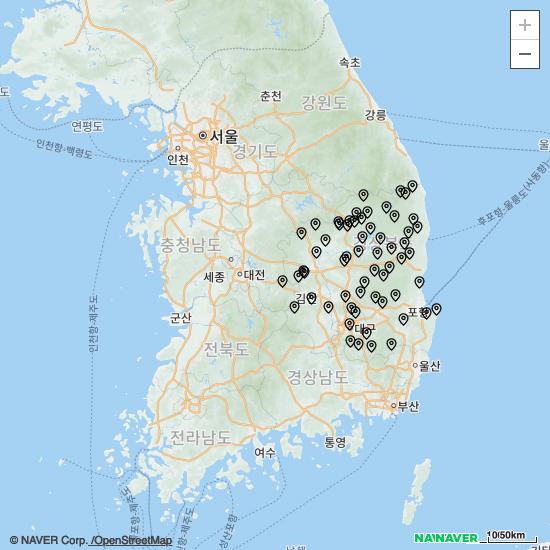 속초
+
−
춘천
강원도
강릉
도
연평도
서울
인천항-백령도
인천
경기도
울
후포항-울릉도(사동항)
충청남도
세종
대전
인천항-제주도
군산
포항
대구
전북도
경상남도
울산
부산
전라남도
통영
여수
© NAVER Corp. /OpenStreetMap
NAVER
10/50km